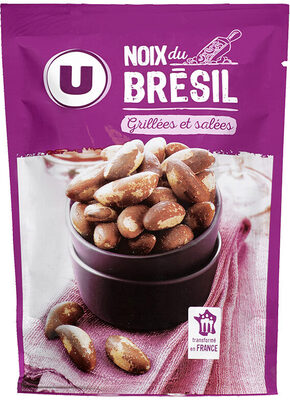 U
NOIX du
BRÉSIL
Grillées et salées
transformé
en FRANCE